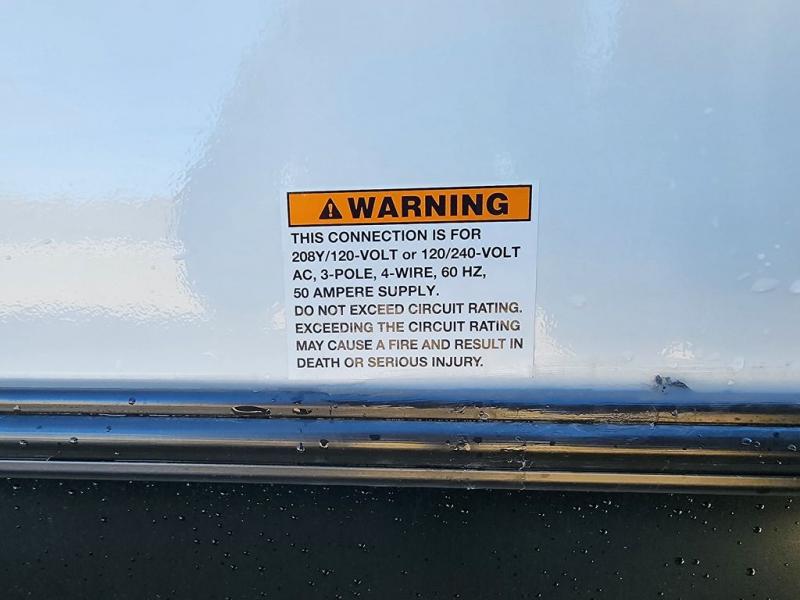 WARNING
THIS CONNECTION IS FOR
208Y/120-VOLT or 120/240-VOLT
AC, 3-POLE, 4-WIRE, 60 HZ,
50 AMPERE SUPPLY.
DO NOT EXCEED CIRCUIT RATING.
EXCEEDING THE CIRCUIT RATING
MAY CAUSE A FIRE AND RESULT IN
DEATH OR SERIOUS INJURY.